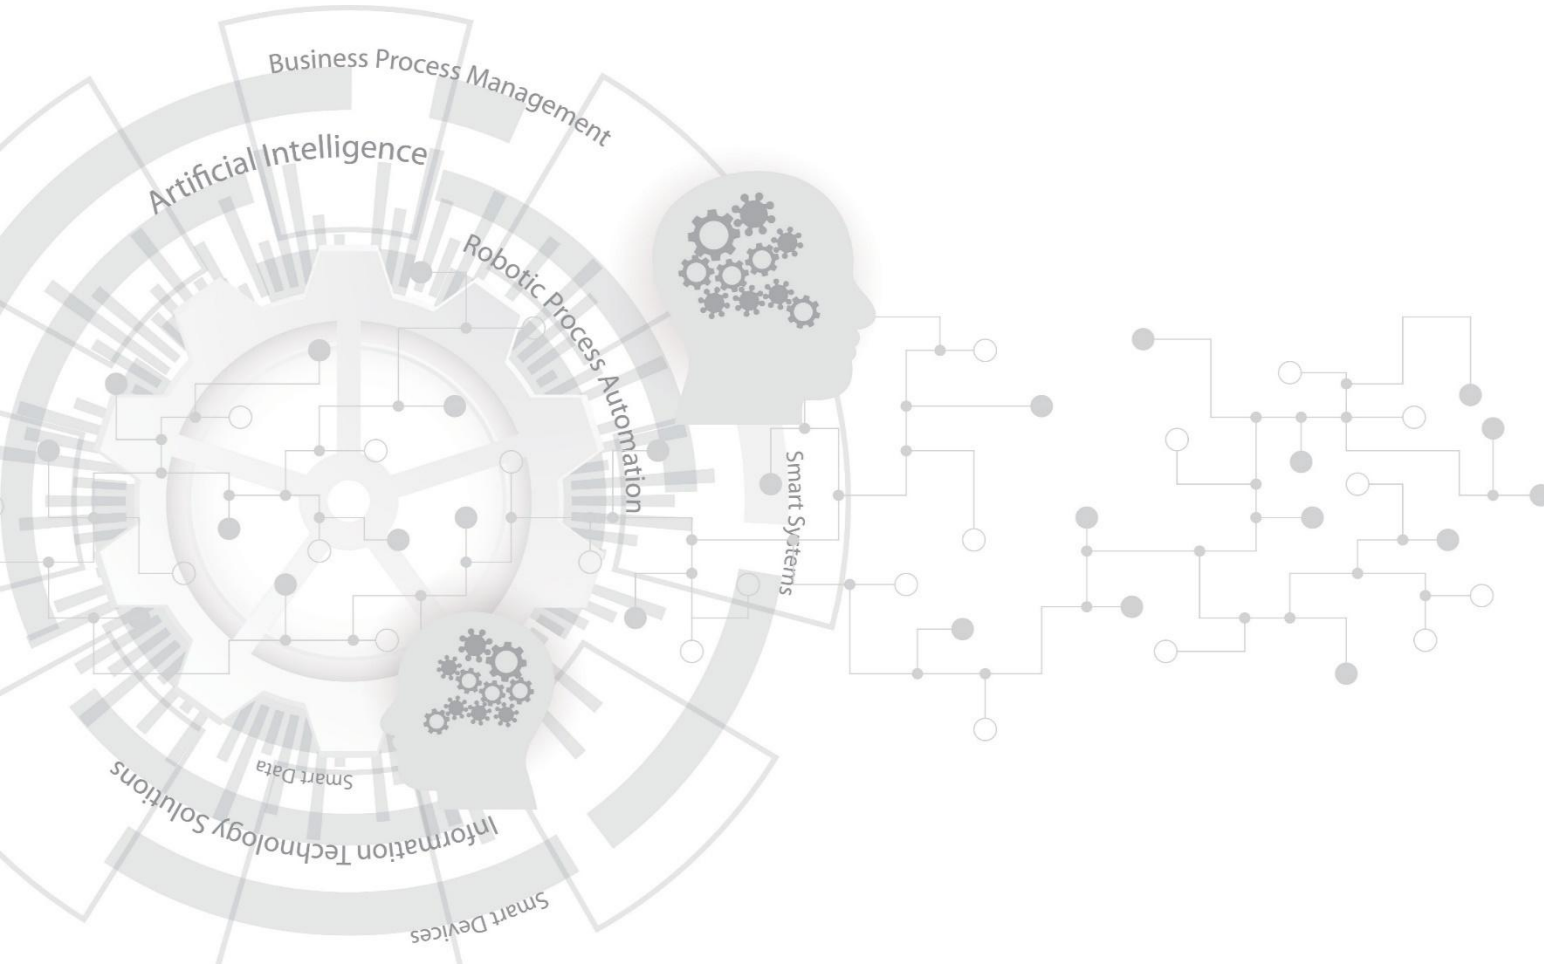 Business Process Management
Artificial Intelligence
Robotic Process Automation
Smart Systems
Smart Data
Information Technology Solutions
Smart Devices